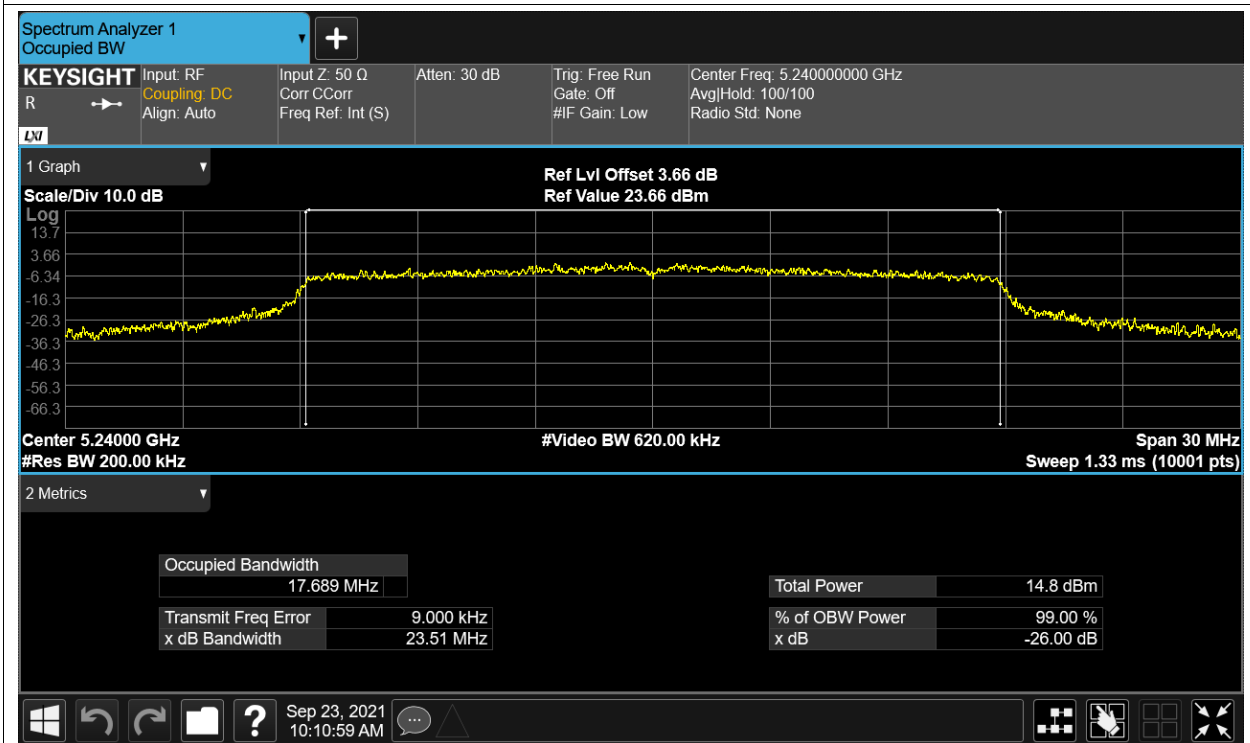 Spectrum Analyzer 1
Occupied BW
KEYSIGHT
R
LXI
Input: RF
Coupling: DC
Align: Auto
Input Z: 50 Ω
Corr CCorr
Freq Ref: Int (S)
Atten: 30 dB
Trig: Free Run
Gate: Off
#IF Gain: Low
Center Freq: 5.240000000 GHz
Avg|Hold: 100/100
Radio Std: None
1 Graph
Ref Lvl Offset 3.66 dB
Scale/Div 10.0 dB
Ref Value 23.66 dBm
Log
13.7
3.66
-6.34
-16.3
-26.3
-36.3
-46.3
-56.3
-66.3
Center 5.24000 GHz
#Video BW 620.00 kHz
Span 30 MHz
#Res BW 200.00 kHz
Sweep 1.33 ms (10001 pts)
2 Metrics
Occupied Bandwidth
17.689 MHz
Total Power 14.8 dBm
Transmit Freq Error 9.000 kHz
% of OBW Power 99.00 %
x dB Bandwidth 23.51 MHz
x dB -26.00 dB
?
Sep 23, 2021
10:10:59 AM